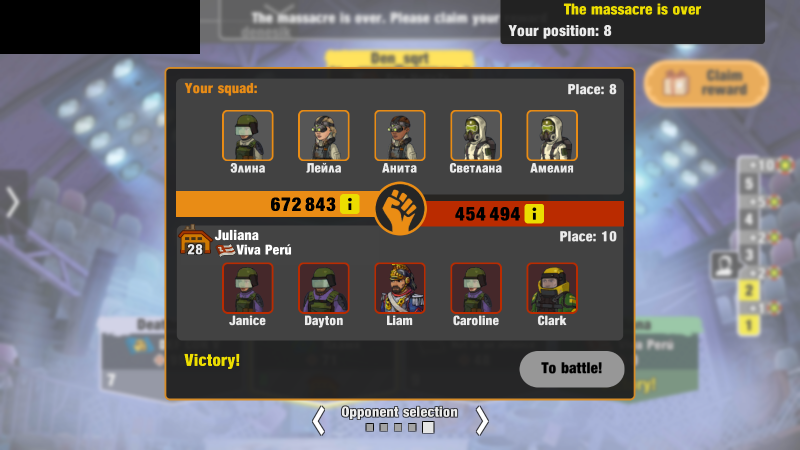 The massacre is over. Please claim your
The massacre is over
Your position: 8
Den_sqrt
Claim
reward
Your squad:
Place: 8
Элина
Лейла
Анита
Светлана
Амелия
672 843
454 494
28
Juliana
Viva Perú
Place: 10
Janice
Dayton
Liam
Caroline
Clark
Victory!
To battle!
Opponent selection
5
4
3
2
1
7